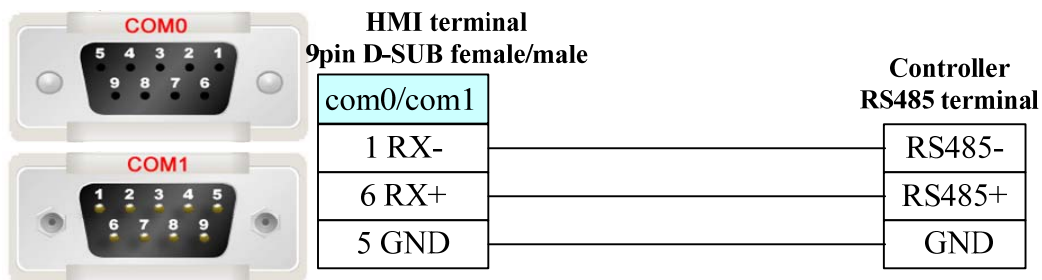 COM0
5 4 3 2 1
9 8 7 6
COM1
1 2 3 4 5
6 7 8 9
HMI terminal
9pin D-SUB female/male
com0/com1
1 RX-
6 RX+
5 GND
Controller
RS485 terminal
RS485-
RS485+
GND